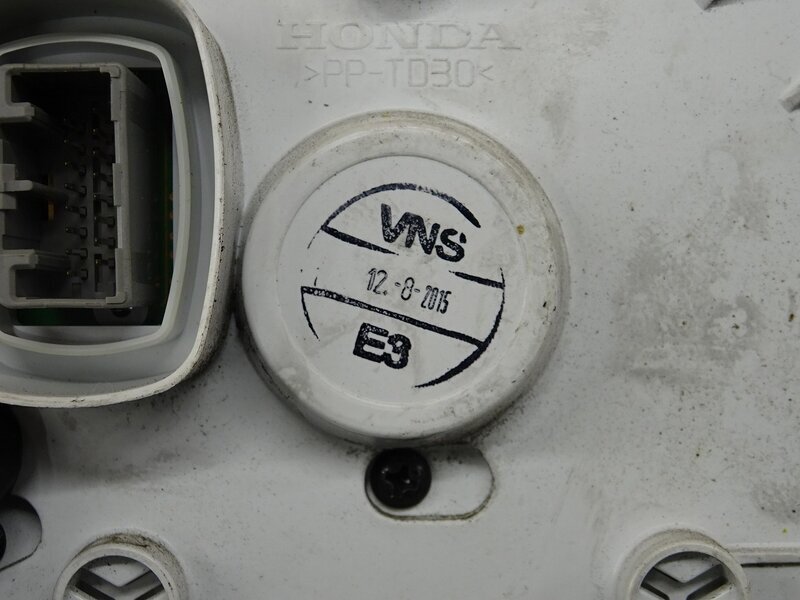 HONDA
>PP-TD30<
VNS
12.-8-2015
E3